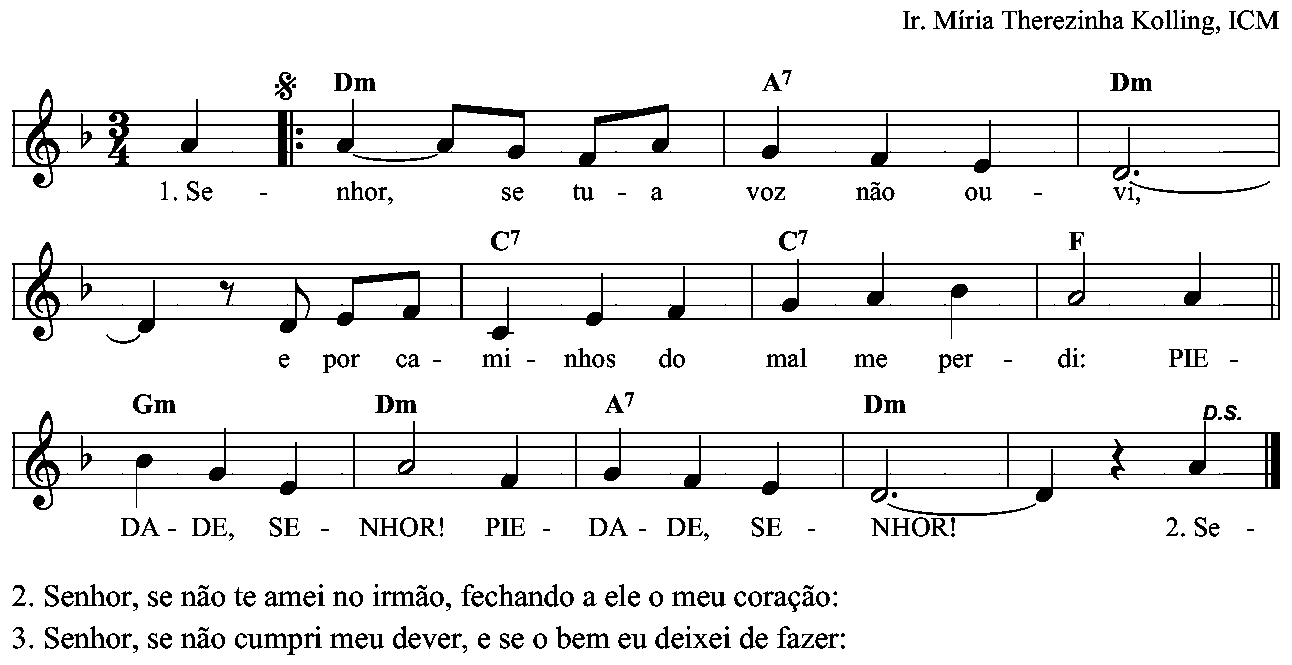 Ir. Míria Therezinha Kolling, ICM
Dm A7 Dm
3
4
1. Se - nhor, se tu - a voz não ou - vi,
C7 C7 F
e por ca - mi - nhos do mal me per - di: PIE -
Gm Dm A7 Dm D.S.
DA - DE, SE - NHOR! PIE - DA - DE, SE - NHOR! 2. Se -
2. Senhor, se não te amei no irmão, fechando a ele o meu coração:
3. Senhor, se não cumpri meu dever, e se o bem eu deixei de fazer: